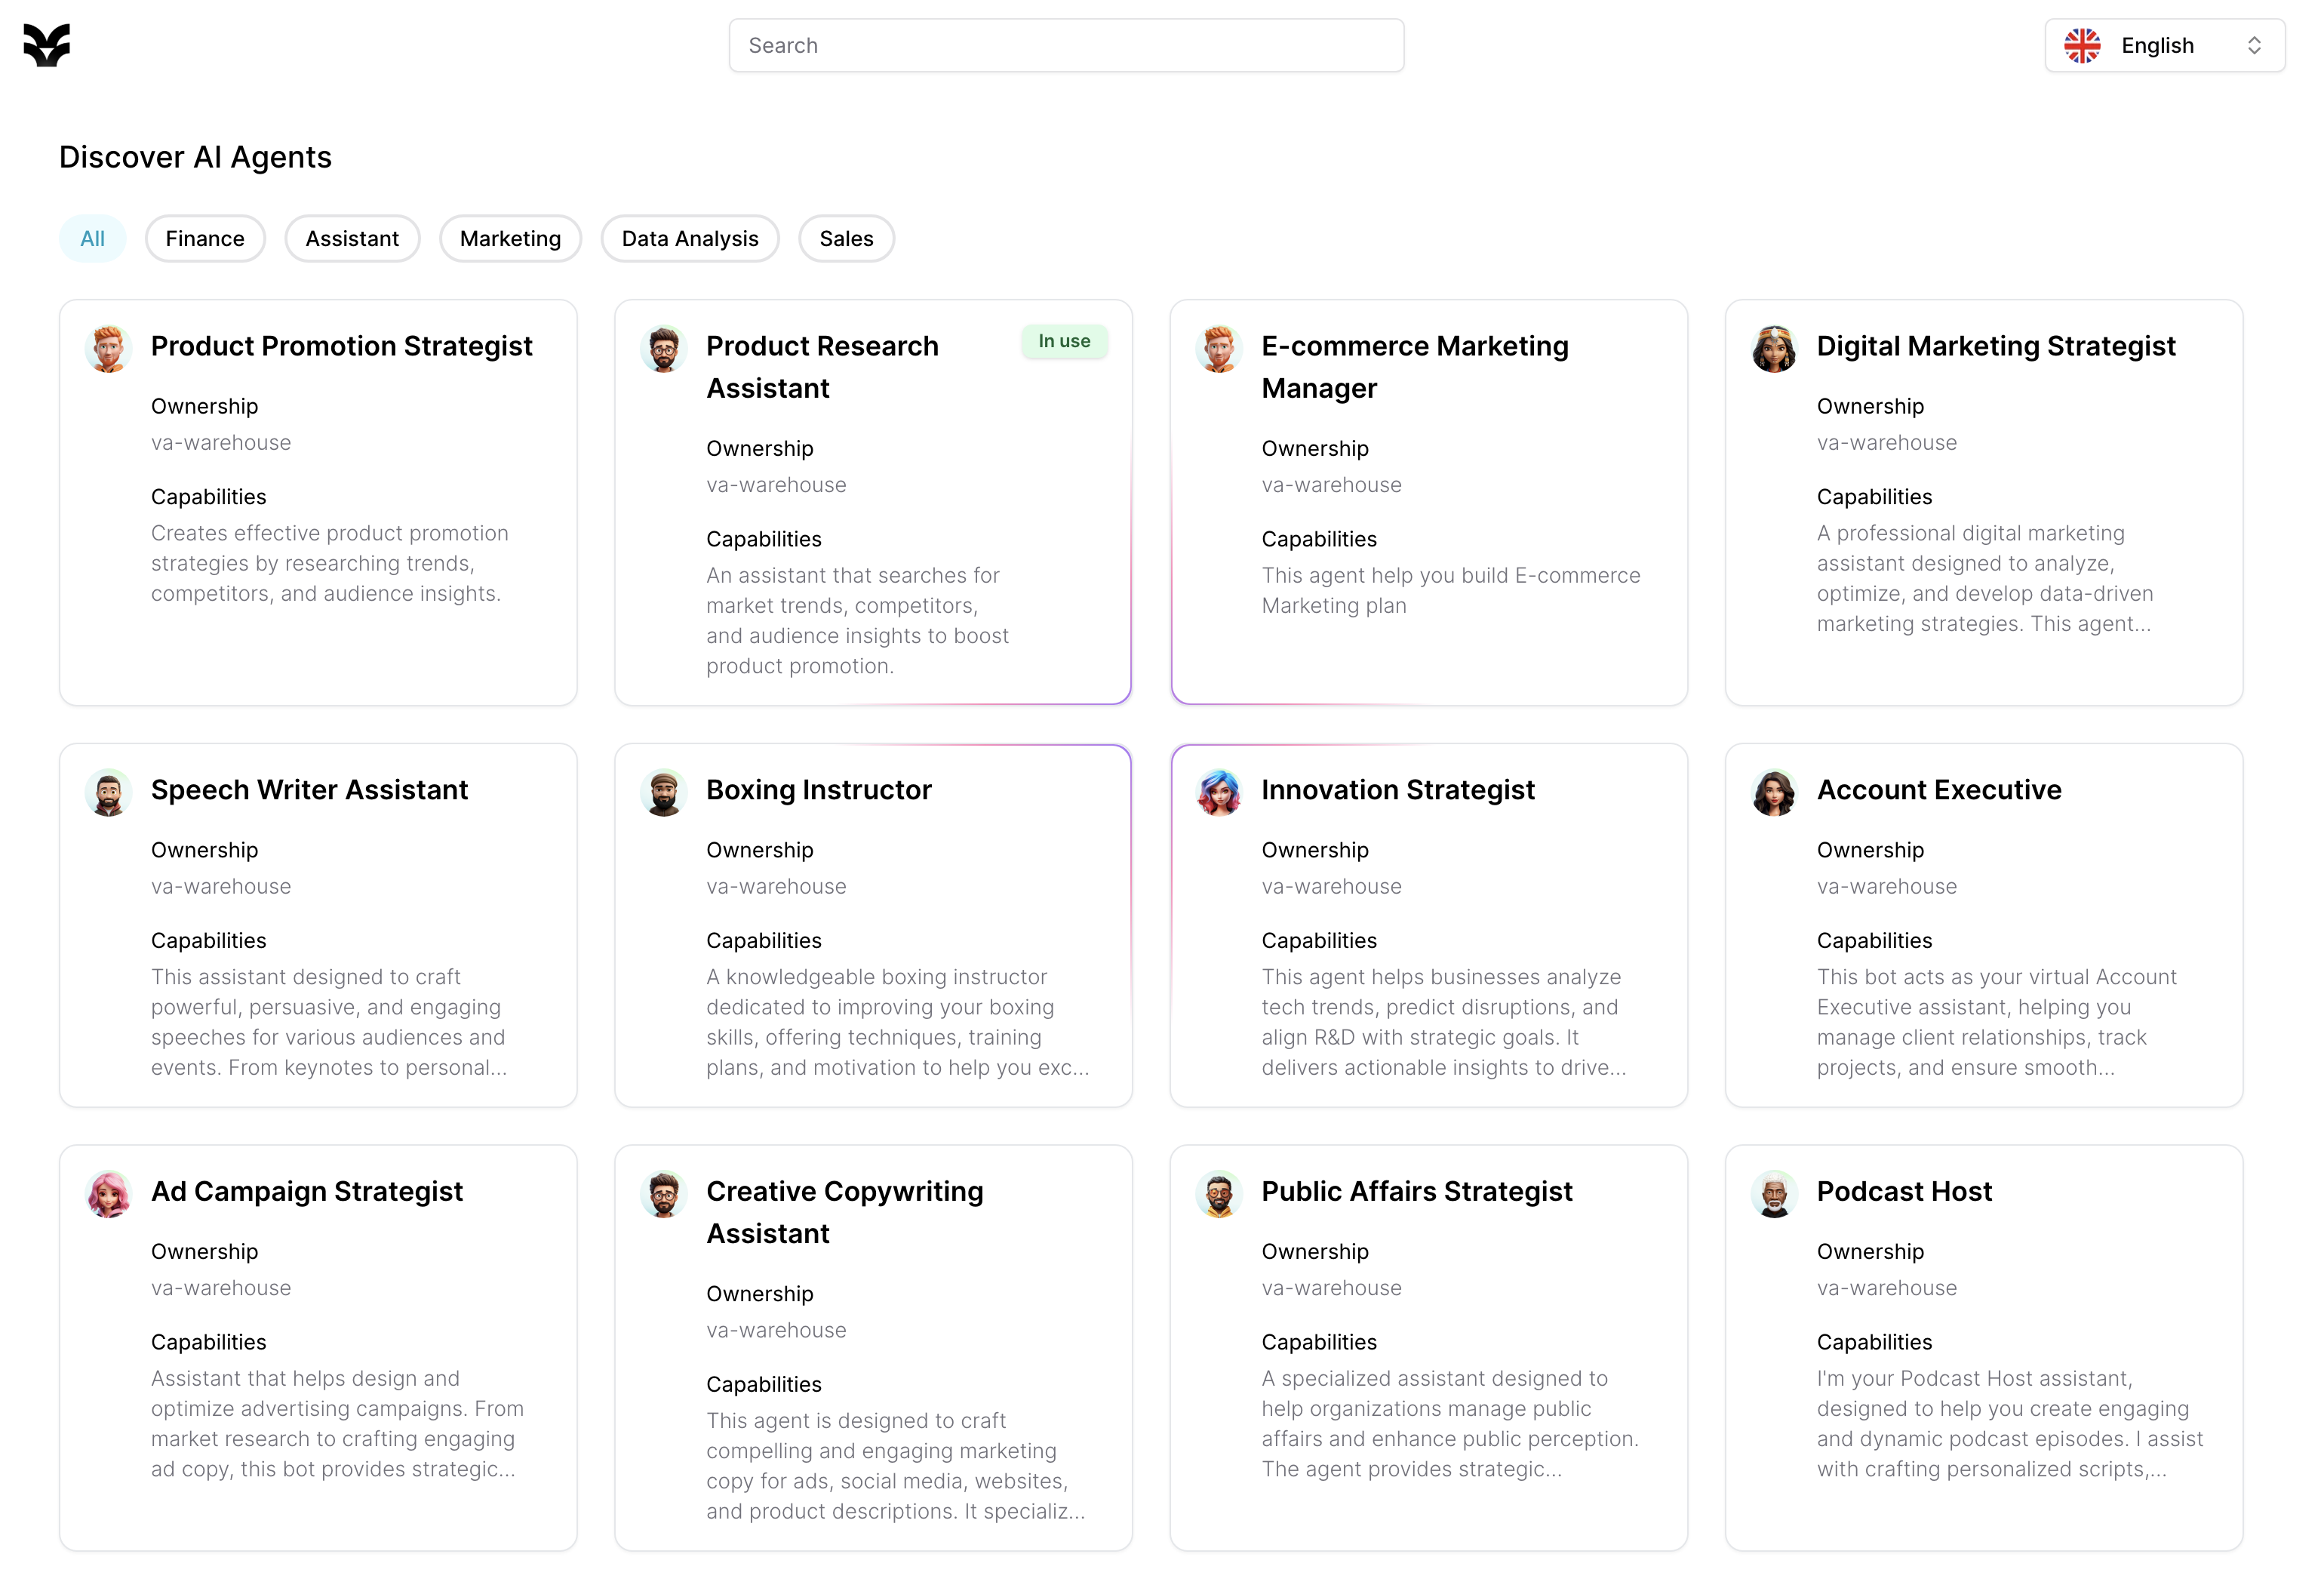 Search
English
Discover AI Agents
All
Finance
Assistant
Marketing
Data Analysis
Sales
Product Promotion Strategist
Ownership
va-warehouse
Capabilities
Creates effective product promotion
strategies by researching trends,
competitors, and audience insights.
Product Research
Assistant
In use
Ownership
va-warehouse
Capabilities
An assistant that searches for
market trends, competitors,
and audience insights to boost
product promotion.
E-commerce Marketing
Manager
Ownership
va-warehouse
Capabilities
This agent help you build E-commerce
Marketing plan
Digital Marketing Strategist
Ownership
va-warehouse
Capabilities
A professional digital marketing
assistant designed to analyze,
optimize, and develop data-driven
marketing strategies. This agent...
Speech Writer Assistant
Ownership
va-warehouse
Capabilities
This assistant designed to craft
powerful, persuasive, and engaging
speeches for various audiences and
events. From keynotes to personal...
Boxing Instructor
Ownership
va-warehouse
Capabilities
A knowledgeable boxing instructor
dedicated to improving your boxing
skills, offering techniques, training
plans, and motivation to help you exc...
Innovation Strategist
Ownership
va-warehouse
Capabilities
This agent helps businesses analyze
tech trends, predict disruptions, and
align R&D with strategic goals. It
delivers actionable insights to drive...
Account Executive
Ownership
va-warehouse
Capabilities
This bot acts as your virtual Account
Executive assistant, helping you
manage client relationships, track
projects, and ensure smooth...
Ad Campaign Strategist
Ownership
va-warehouse
Capabilities
Assistant that helps design and
optimize advertising campaigns. From
market research to crafting engaging
ad copy, this bot provides strategic...
Creative Copywriting
Assistant
Ownership
va-warehouse
Capabilities
This agent is designed to craft
compelling and engaging marketing
copy for ads, social media, websites,
and product descriptions. It specializ...
Public Affairs Strategist
Ownership
va-warehouse
Capabilities
A specialized assistant designed to
help organizations manage public
affairs and enhance public perception.
The agent provides strategic...
Podcast Host
Ownership
va-warehouse
Capabilities
I'm your Podcast Host assistant,
designed to help you create engaging
and dynamic podcast episodes. I assist
with crafting personalized scripts,...